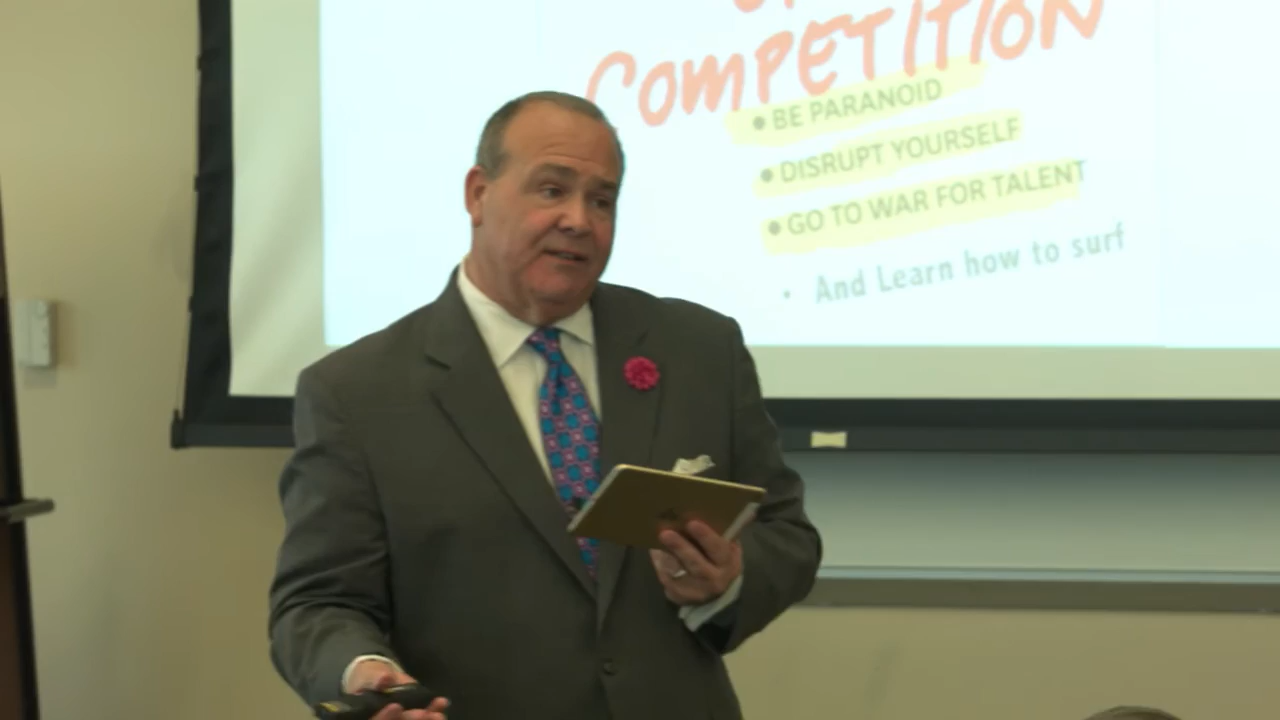 COMPETITION
• BE PARANOID
• DISRUPT YOURSELF
• GO TO WAR FOR TALENT
• And Learn how to surf